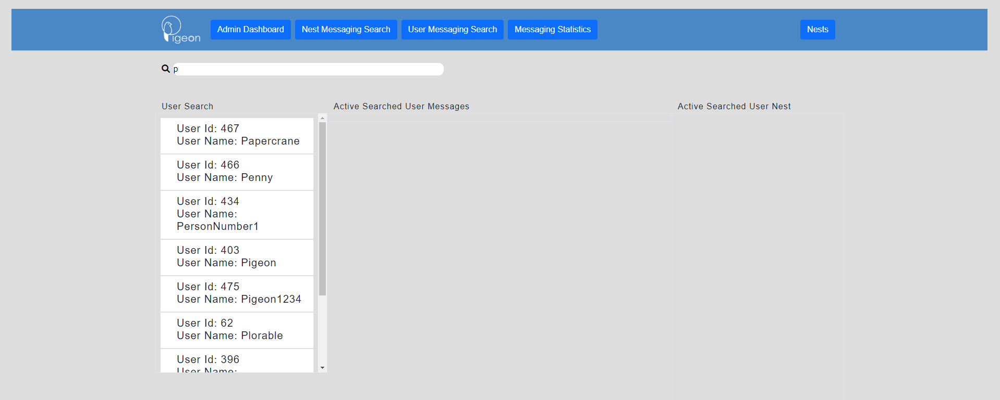 Pigeon
Admin Dashboard
Nest Messaging Search
User Messaging Search
Messaging Statistics
Nests
p
User Search
Active Searched User Messages
Active Searched User Nest
User Id: 467
User Name: Papercrane
User Id: 466
User Name: Penny
User Id: 434
User Name:
PersonNumber1
User Id: 403
User Name: Pigeon
User Id: 475
User Name: Pigeon1234
User Id: 62
User Name: Plorable
User Id: 396
User Name: